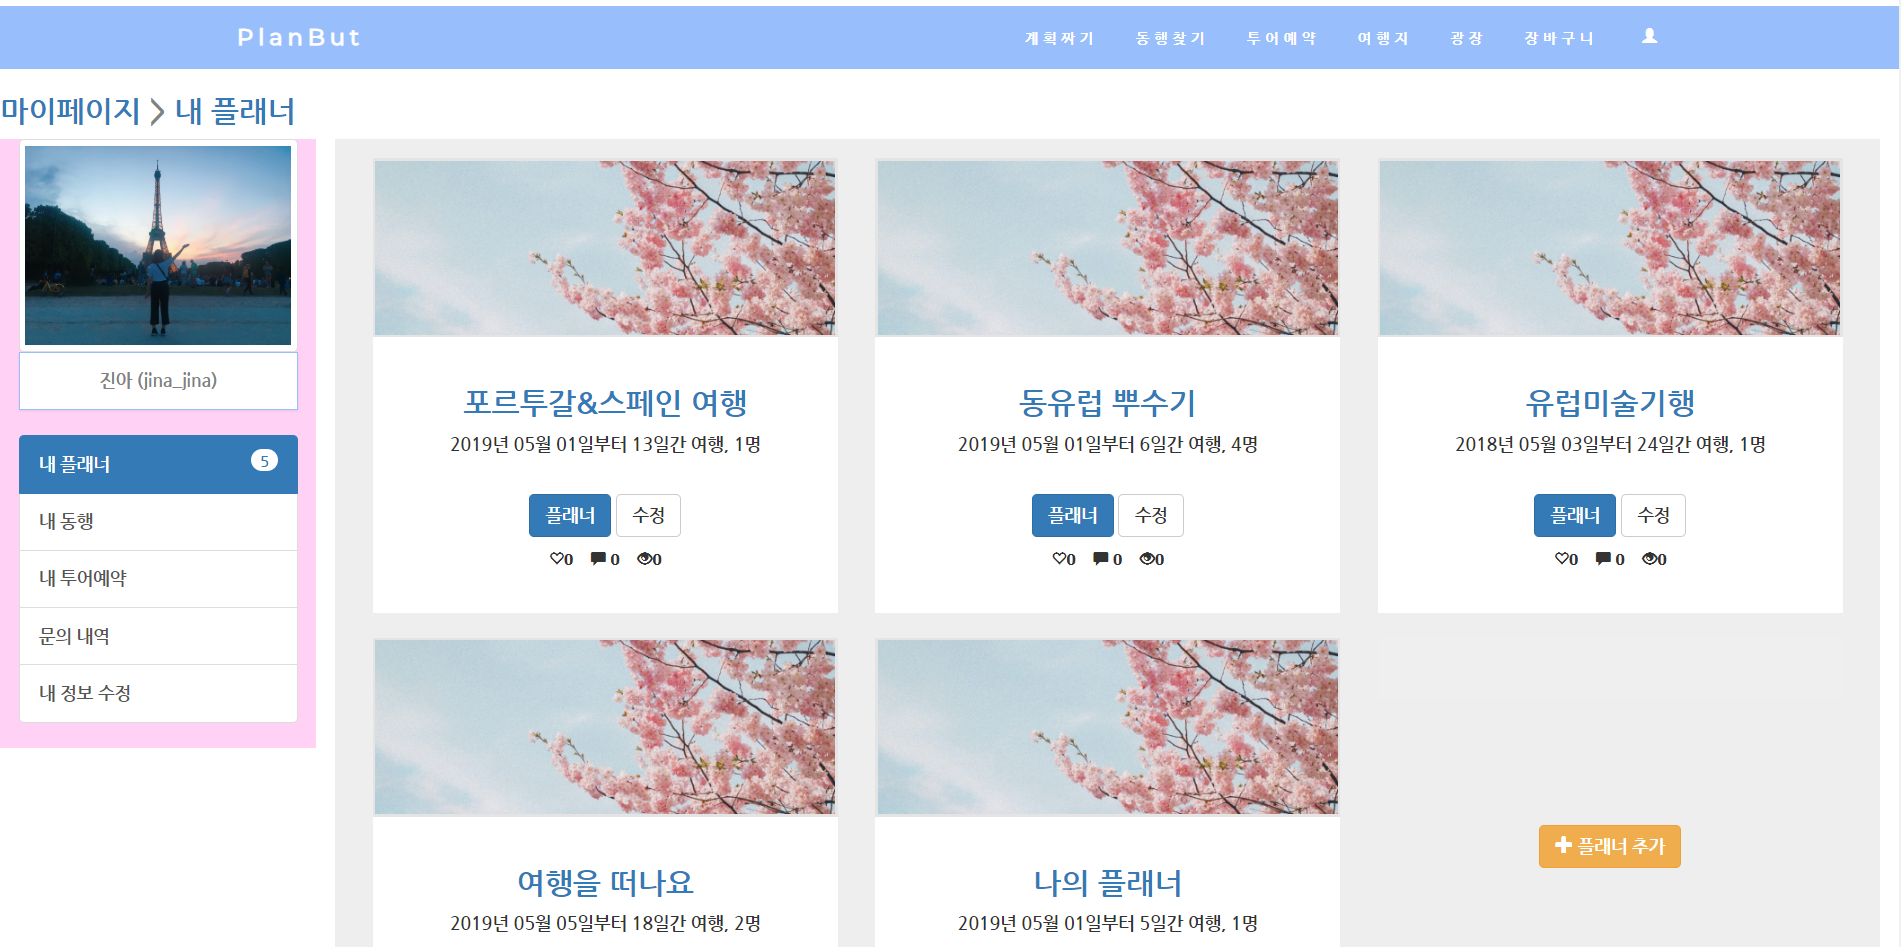 PlanBut
계획짜기 동행찾기 투어예약 여행지 광장 장바구니
마이페이지 > 내 플래너
진아 (jina_jina)
내 플래너 5
내 동행
내 투어예약
문의 내역
내 정보 수정
포르투갈&스페인 여행
2019년 05월 01일부터 13일간 여행, 1명
플래너 수정
0 0 0
동유럽 뿌수기
2019년 05월 01일부터 6일간 여행, 4명
플래너 수정
0 0 0
유럽미술기행
2018년 05월 03일부터 24일간 여행, 1명
플래너 수정
0 0 0
여행을 떠나요
2019년 05월 05일부터 18일간 여행, 2명
나의 플래너
2019년 05월 01일부터 5일간 여행, 1명
플래너 추가